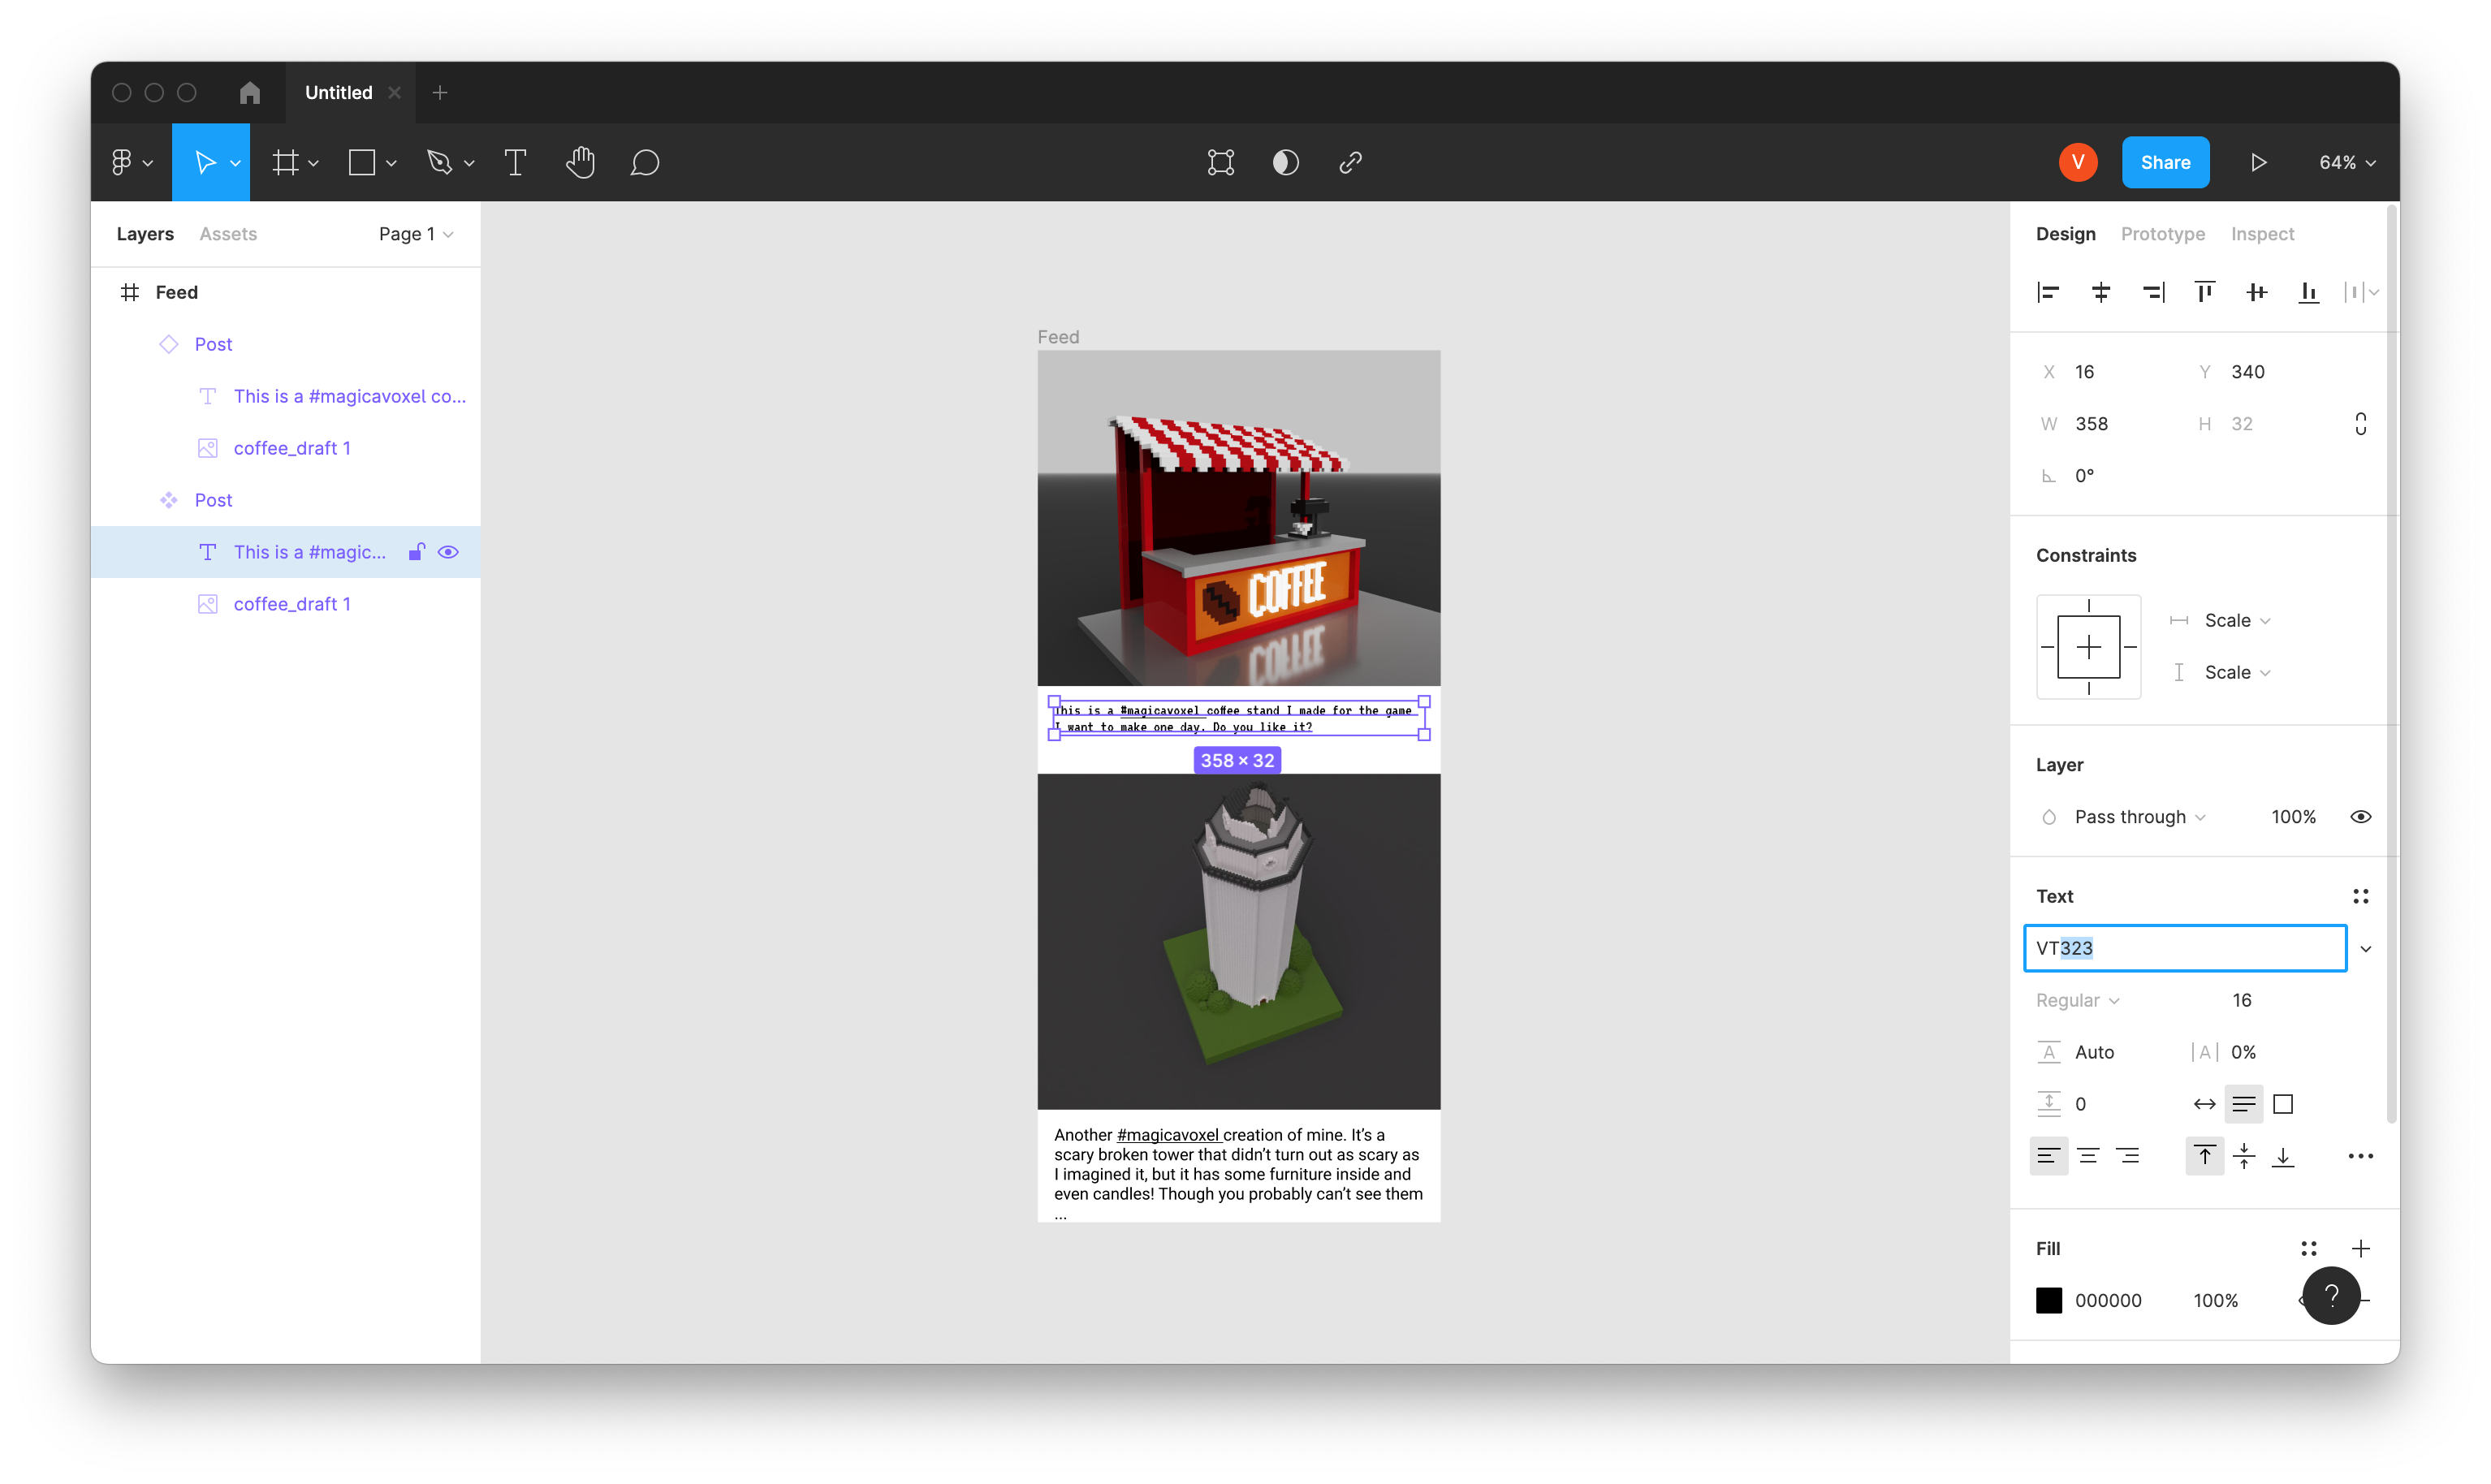 Untitled
Share
64%
V
Layers
Assets
Page 1
Feed
Post
This is a #magicavoxel co...
coffee_draft 1
Post
This is a #magic...
coffee_draft 1
Feed
COFFEE
This is a #magicavoxel coffee stand I made for the game
I want to make one day. Do you like it?
358 × 32
Another #magicavoxel creation of mine. It’s a
scary broken tower that didn’t turn out as scary as
I imagined it, but it has some furniture inside and
even candles! Though you probably can’t see them
...
Design
Prototype
Inspect
X 16
Y 340
W 358
H 32
0°
Constraints
Scale
Scale
Layer
Pass through
100%
Text
VT323
Regular
16
A Auto
|A| 0%
0
Fill
000000
100%
?